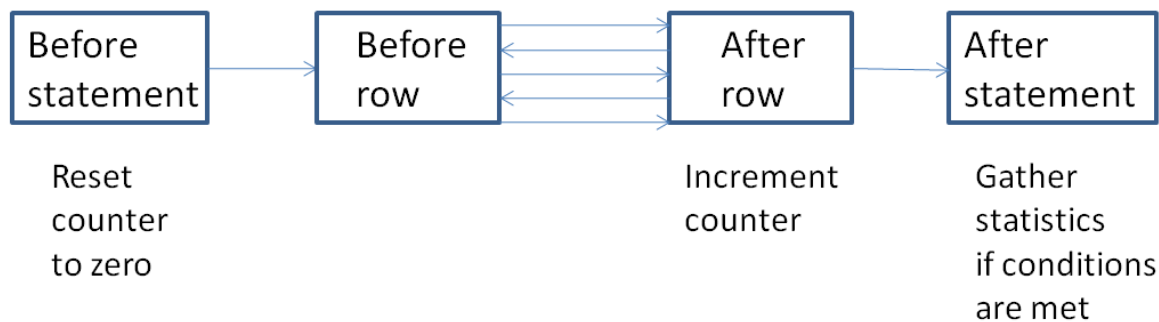 Before
statement
Before
row
After
row
After
statement
Reset
counter
to zero
Increment
counter
Gather
statistics
if conditions
are met